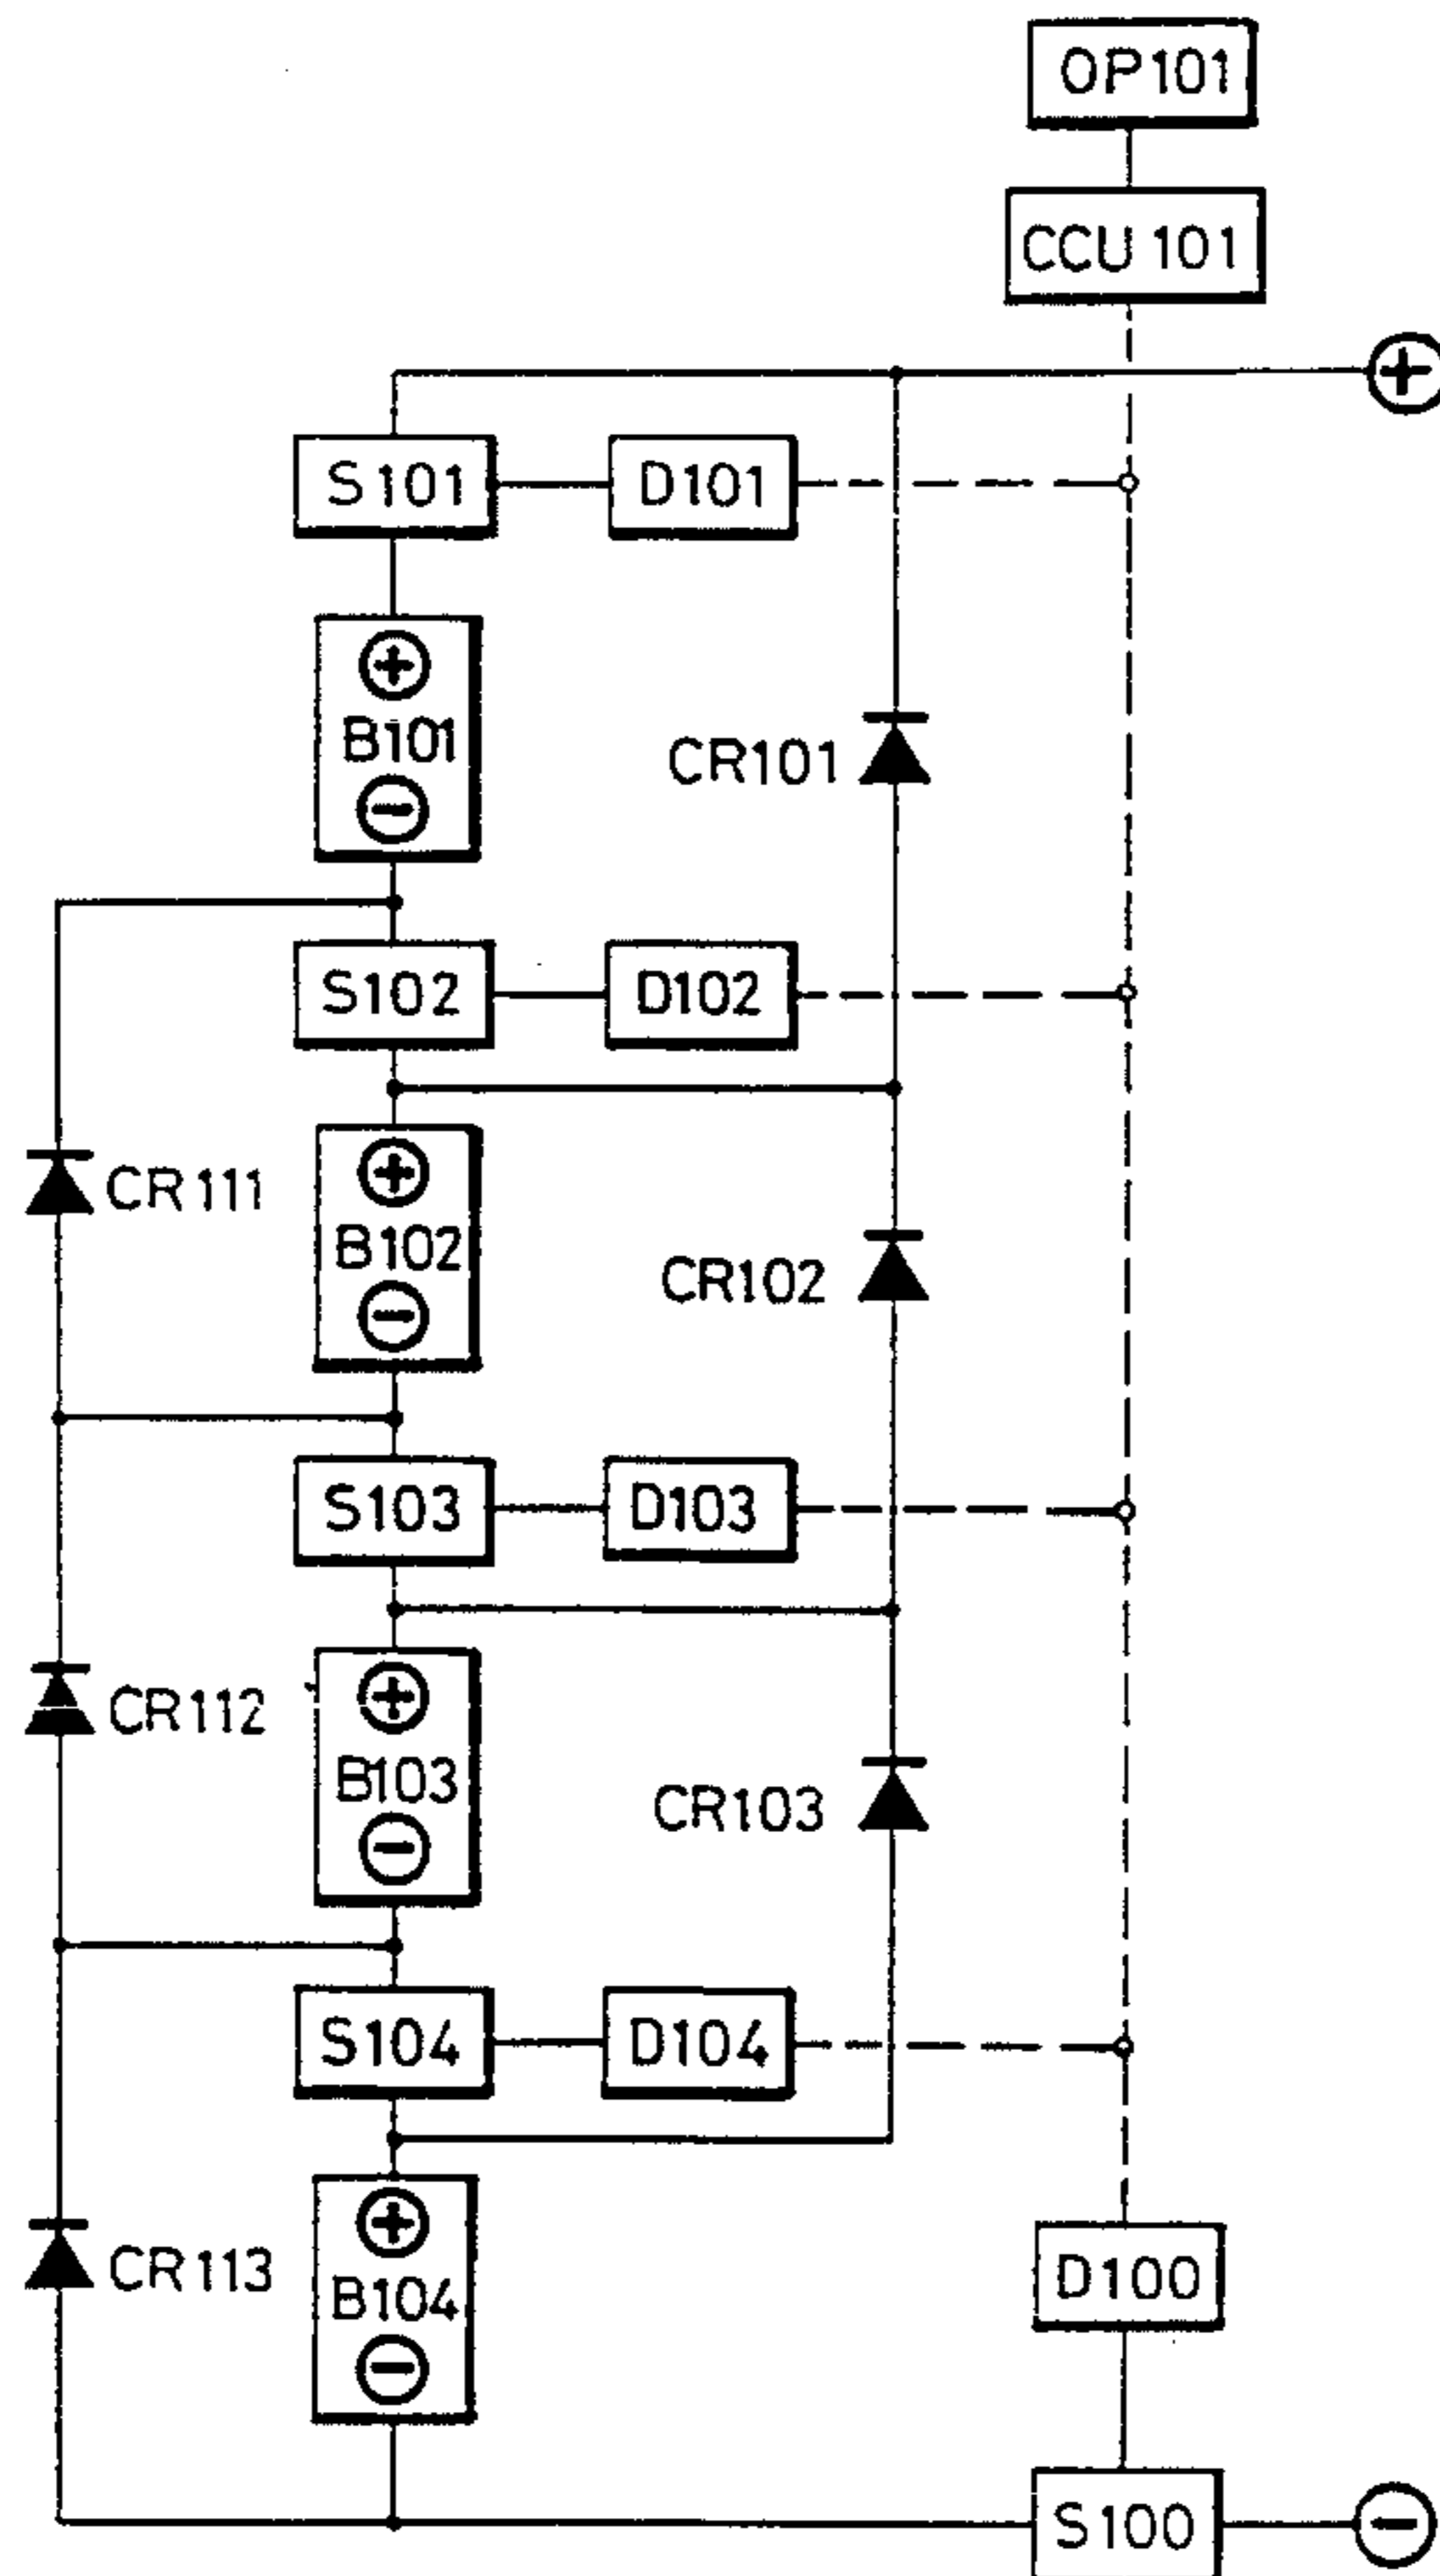 OP101
CCU 101
+
S101
D101
+
B101
−
CR101
S102
D102
CR111
+
B102
−
CR102
S103
D103
CR112
+
B103
−
CR103
S104
D104
CR113
+
B104
−
D100
S100
−